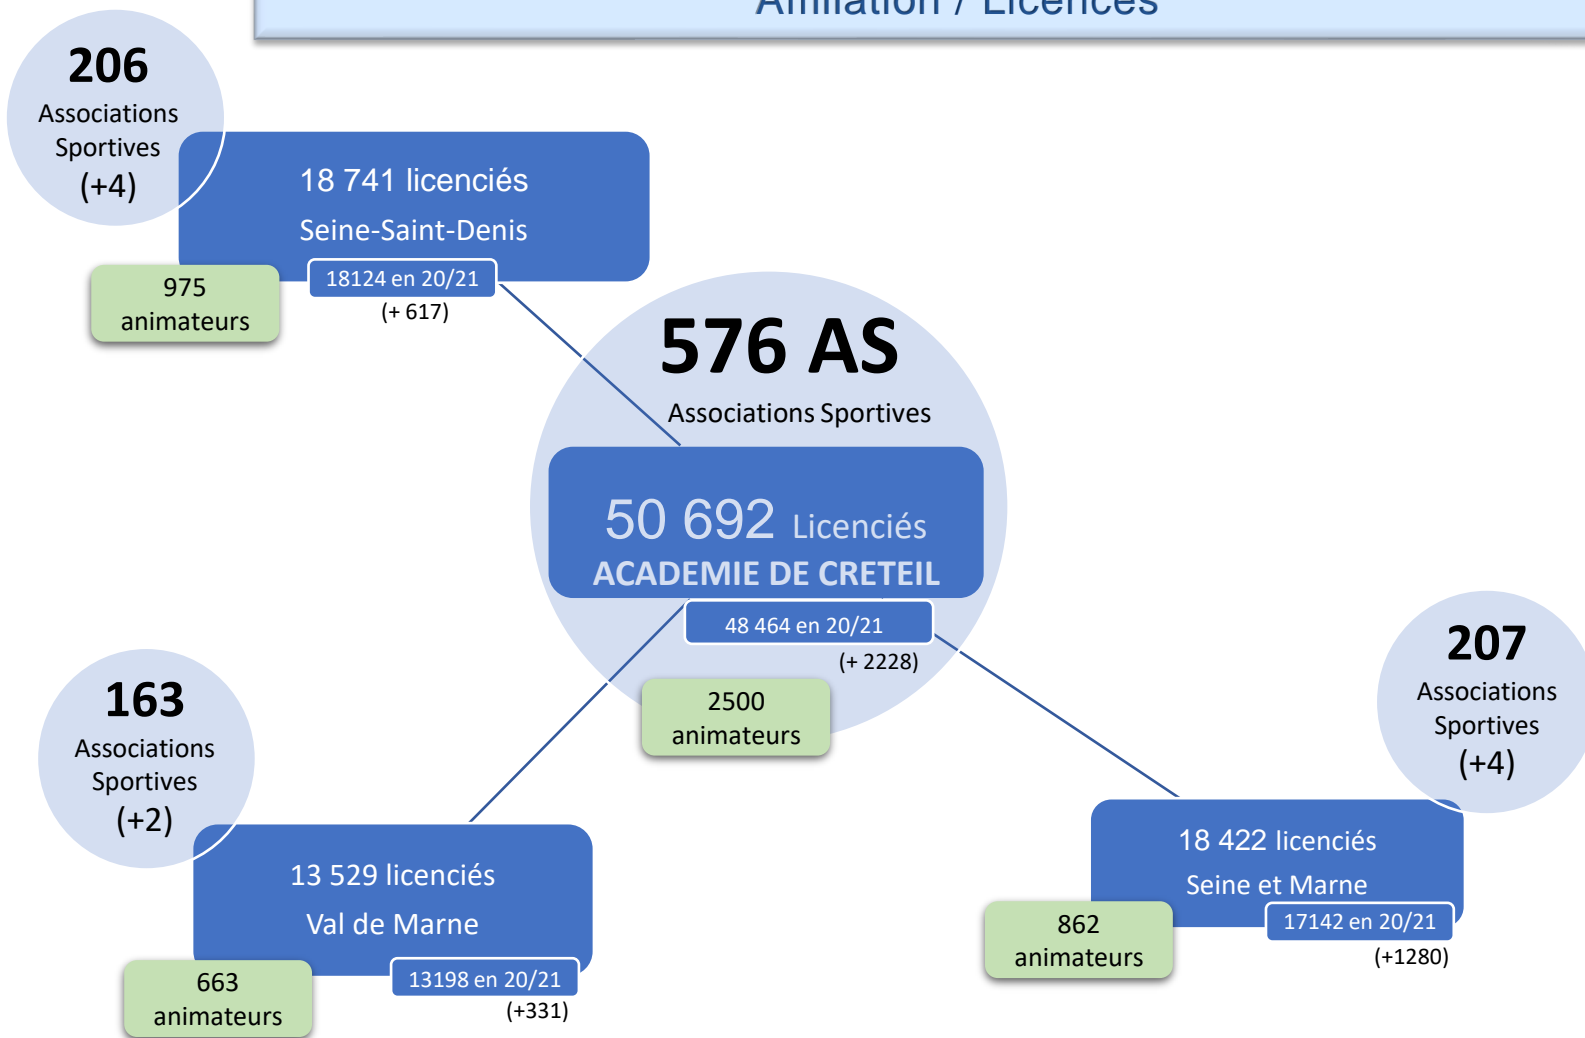 Affiliation / Licences
206
Associations
Sportives
(+4)
18 741 licenciés
Seine-Saint-Denis
18124 en 20/21
(+ 617)
975
animateurs
576 AS
Associations Sportives
50 692 Licenciés
ACADEMIE DE CRETEIL
48 464 en 20/21
(+ 2228)
2500
animateurs
163
Associations
Sportives
(+2)
13 529 licenciés
Val de Marne
13198 en 20/21
(+331)
663
animateurs
207
Associations
Sportives
(+4)
18 422 licenciés
Seine et Marne
17142 en 20/21
(+1280)
862
animateurs